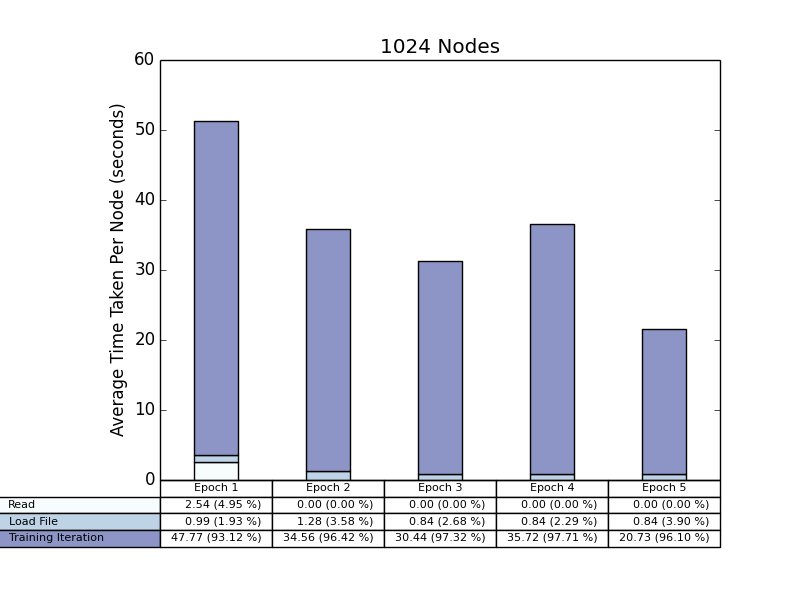 1024 Nodes
60
50
40
30
20
10
0
Average Time Taken Per Node (seconds)
Epoch 1 Epoch 2 Epoch 3 Epoch 4 Epoch 5
Read 2.54 (4.95 %) 0.00 (0.00 %) 0.00 (0.00 %) 0.00 (0.00 %) 0.00 (0.00 %)
Load File 0.99 (1.93 %) 1.28 (3.58 %) 0.84 (2.68 %) 0.84 (2.29 %) 0.84 (3.90 %)
Training Iteration 47.77 (93.12 %) 34.56 (96.42 %) 30.44 (97.32 %) 35.72 (97.71 %) 20.73 (96.10 %)